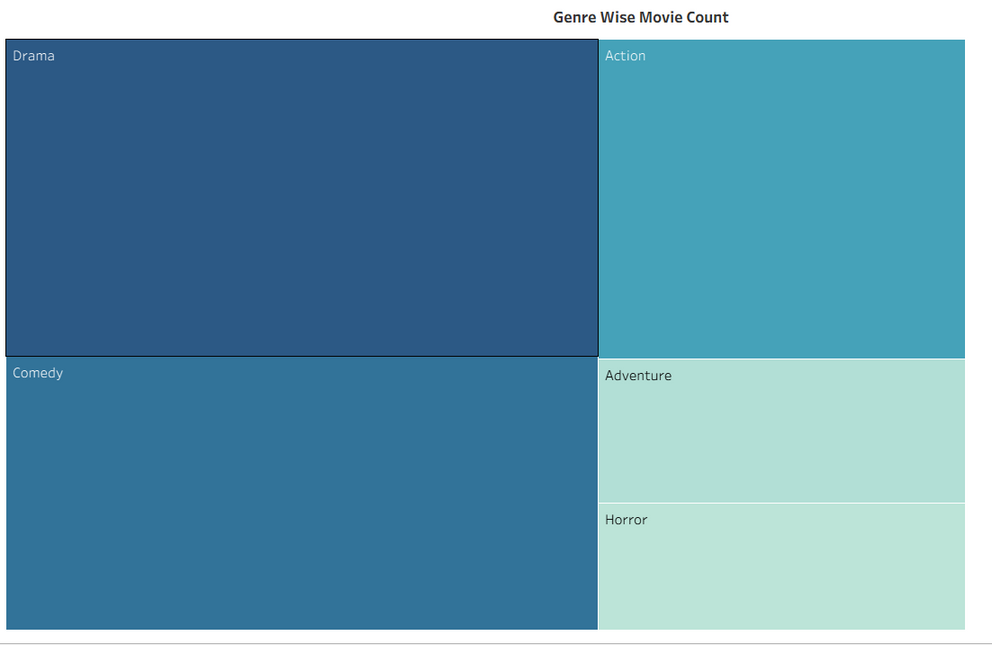 Genre Wise Movie Count
Drama
Action
Comedy
Adventure
Horror